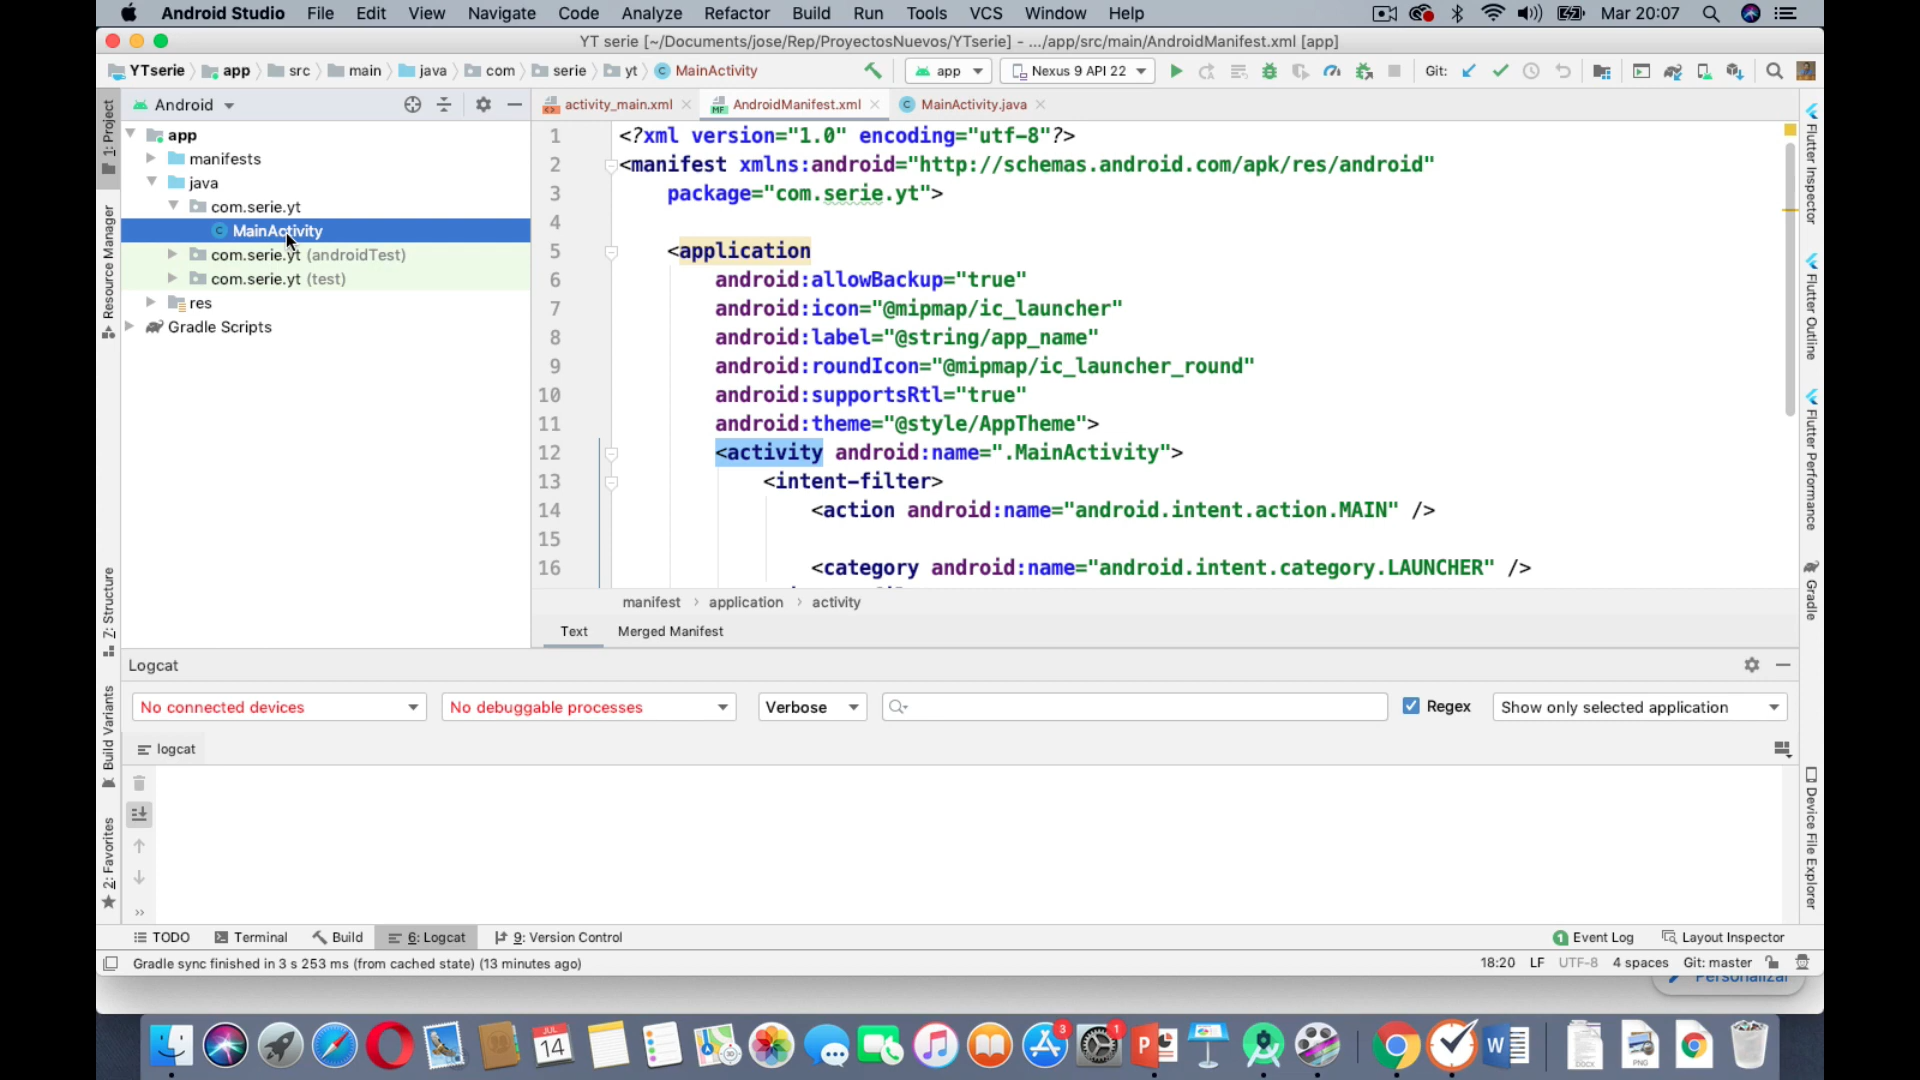 Android Studio File Edit View Navigate Code Analyze Refactor Build Run Tools VCS Window Help Mar 20:07
YT serie [~/Documents/jose/Rep/ProyectosNuevos/YTserie] - .../app/src/main/AndroidManifest.xml [app]
YTserie app src main java com serie yt MainActivity app Nexus 9 API 22 Git:
Android
activity_main.xml AndroidManifest.xml MainActivity.java
1: Project
Resource Manager
Z: Structure
Build Variants
2: Favorites
app
manifests
java
com.serie.yt
MainActivity
com.serie.yt (androidTest)
com.serie.yt (test)
res
Gradle Scripts
1 <?xml version="1.0" encoding="utf-8"?>
2 <manifest xmlns:android="http://schemas.android.com/apk/res/android"
3 package="com.serie.yt">
4
5 <application
6 android:allowBackup="true"
7 android:icon="@mipmap/ic_launcher"
8 android:label="@string/app_name"
9 android:roundIcon="@mipmap/ic_launcher_round"
10 android:supportsRtl="true"
11 android:theme="@style/AppTheme">
12 <activity android:name=".MainActivity">
13 <intent-filter>
14 <action android:name="android.intent.action.MAIN" />
15
16 <category android:name="android.intent.category.LAUNCHER" />
manifest › application › activity
Text Merged Manifest
Flutter Inspector
Flutter Outline
Flutter Performance
Gradle
Device File Explorer
Logcat
No connected devices No debuggable processes Verbose Regex Show only selected application
logcat
TODO Terminal Build 6: Logcat 9: Version Control 1 Event Log Layout Inspector
Gradle sync finished in 3 s 253 ms (from cached state) (13 minutes ago) 18:20 LF UTF-8 4 spaces Git: master
Personalizar
JUL
14
3
1
P
W
DOCX
PNG